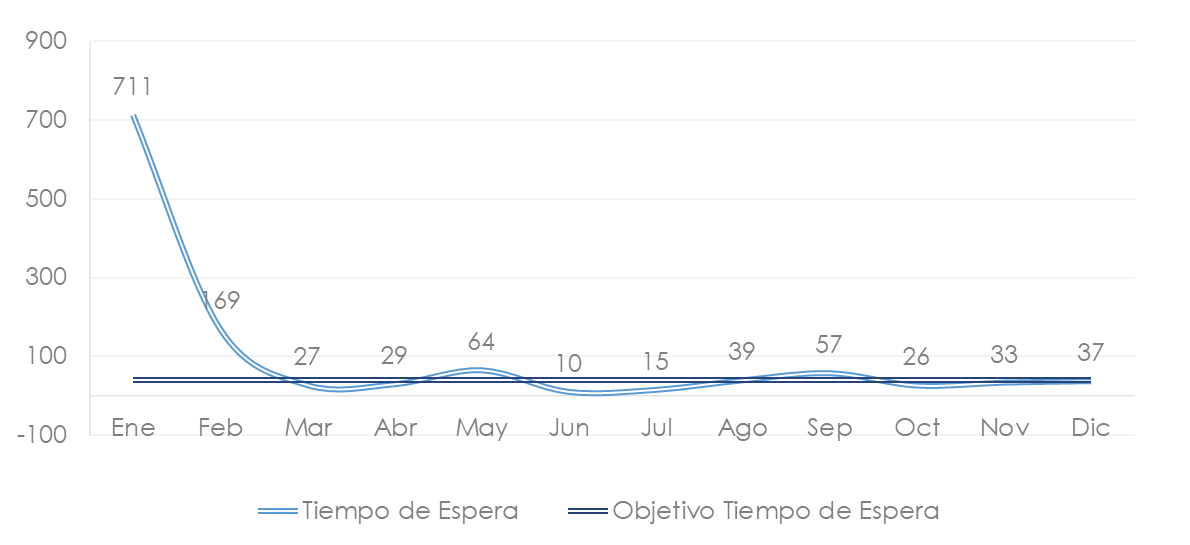 900
711
700
500
300
169
100
27 29 64 10 15 39 57 26 33 37
-100
Ene Feb Mar Abr May Jun Jul Ago Sep Oct Nov Dic
Tiempo de Espera Objetivo Tiempo de Espera